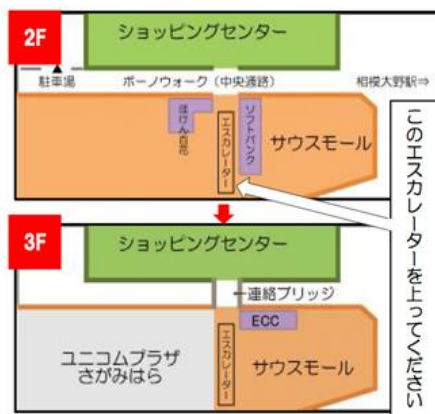 2F
ショッピングセンター
駐車場
ボーノウォーク(中央通路)
相模大野駅⇒
ほけん百花
エスカレーター
ソフトバンク
サウスモール
このエスカレーターを上ってください
3F
ショッピングセンター
連絡ブリッジ
ECC
ユニコムプラザ
さがみはら
エスカレーター
サウスモール